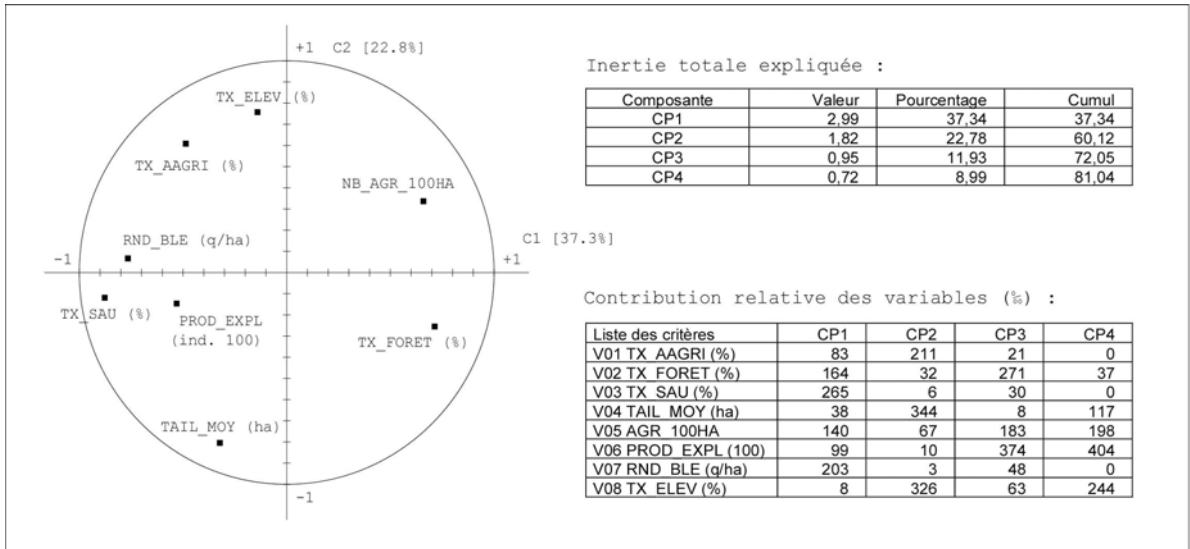 +1 C2 [22.8%]
TX_ELEV (%)
TX_AAGRI (%)
NB_AGR_100HA
RND_BLE (q/ha)
C1 [37.3%]
-1
+1
TX_SAU (%)
PROD_EXPL
(ind. 100)
TX_FORET (%)
TAIL_MOY (ha)
-1
Inertie totale expliquée :
Composante Valeur Pourcentage Cumul
CP1 2,99 37,34 37,34
CP2 1,82 22,78 60,12
CP3 0,95 11,93 72,05
CP4 0,72 8,99 81,04
Contribution relative des variables (‰) :
Liste des critères CP1 CP2 CP3 CP4
V01 TX_AAGRI (%) 83 211 21 0
V02 TX_FORET (%) 164 32 271 37
V03 TX_SAU (%) 265 6 30 0
V04 TAIL_MOY (ha) 38 344 8 117
V05 AGR_100HA 140 67 183 198
V06 PROD_EXPL (100) 99 10 374 404
V07 RND_BLE (q/ha) 203 3 48 0
V08 TX_ELEV (%) 8 326 63 244